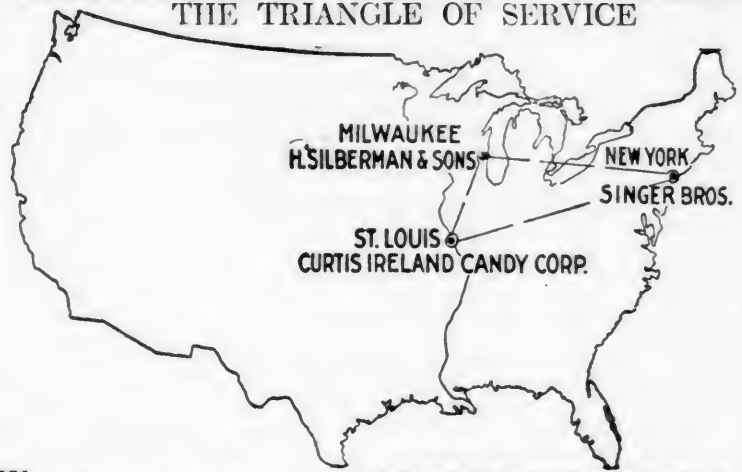 THE TRIANGLE OF SERVICE
MILWAUKEE
H. SILBERMAN & SONS
NEW YORK
SINGER BROS.
ST. LOUIS
CURTIS IRELAND CANDY CORP.